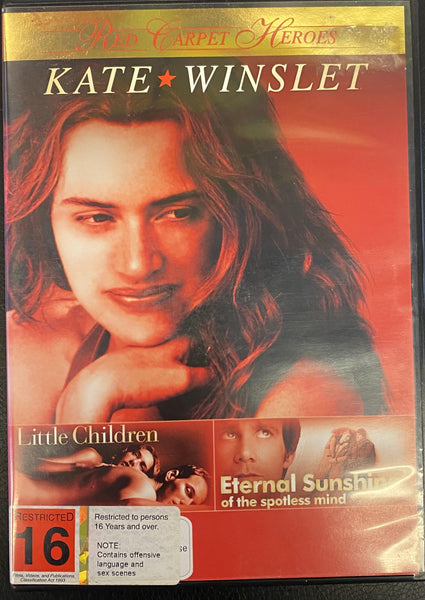 Red Carpet Heroes
KATE ★ WINSLET
Little Children
Eternal Sunshin
of the spotless mind
RESTRICTED
16
Films, Videos, and Publications
Classification Act 1993
Restricted to persons
16 Years and over.
NOTE:
Contains offensive
language and
sex scenes
se